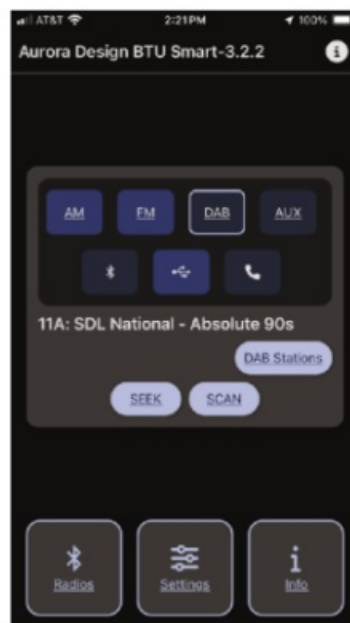 AT&T 2:21PM 100%
Aurora Design BTU Smart-3.2.2 i
AM FM DAB AUX
11A: SDL National - Absolute 90s
DAB Stations
SEEK SCAN
Radios Settings Info